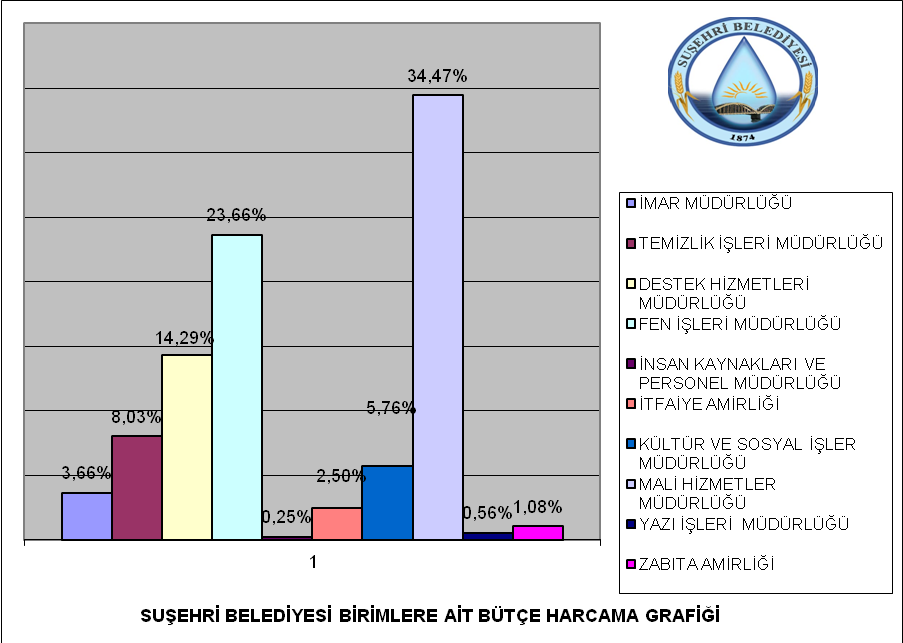 SUŞEHRİ BELEDİYESİ
1874
34,47%
23,66%
14,29%
8,03%
3,66%
0,25%
2,50%
5,76%
0,56%
1,08%
1
İMAR MÜDÜRLÜĞÜ
TEMİZLİK İŞLERİ MÜDÜRLÜĞÜ
DESTEK HİZMETLERİ
MÜDÜRLÜĞÜ
FEN İŞLERİ MÜDÜRLÜĞÜ
İNSAN KAYNAKLARI VE
PERSONEL MÜDÜRLÜĞÜ
İTFAİYE AMİRLİĞİ
KÜLTÜR VE SOSYAL İŞLER
MÜDÜRLÜĞÜ
MALİ HİZMETLER
MÜDÜRLÜĞÜ
YAZI İŞLERİ MÜDÜRLÜĞÜ
ZABITA AMİRLİĞİ
SUŞEHRİ BELEDİYESİ BİRİMLERE AİT BÜTÇE HARCAMA GRAFİĞİ